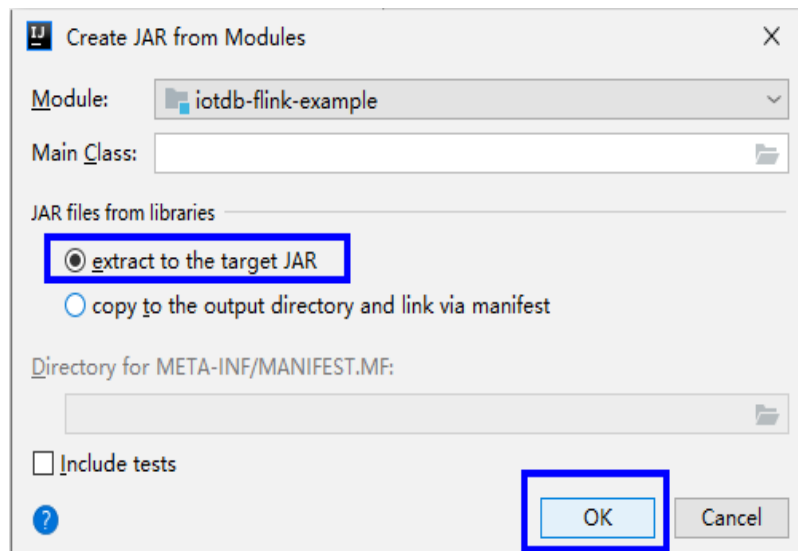 IJ Create JAR from Modules
Module: iotdb-flink-example
Main Class:
JAR files from libraries
extract to the target JAR
copy to the output directory and link via manifest
Directory for META-INF/MANIFEST.MF:
Include tests
? OK Cancel